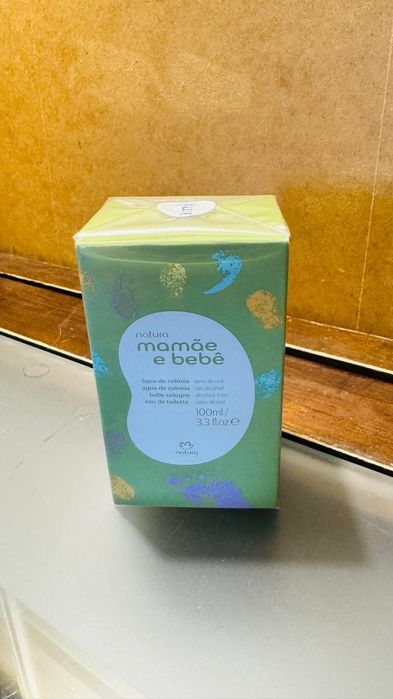 natura
mamãe
e bebê
água de colônia sem álcool
agua de colonia sin alcohol
baby cologne alcohol free
eau de toilette sans alcool
100ml/
3.3 fl.oz.℮
natura